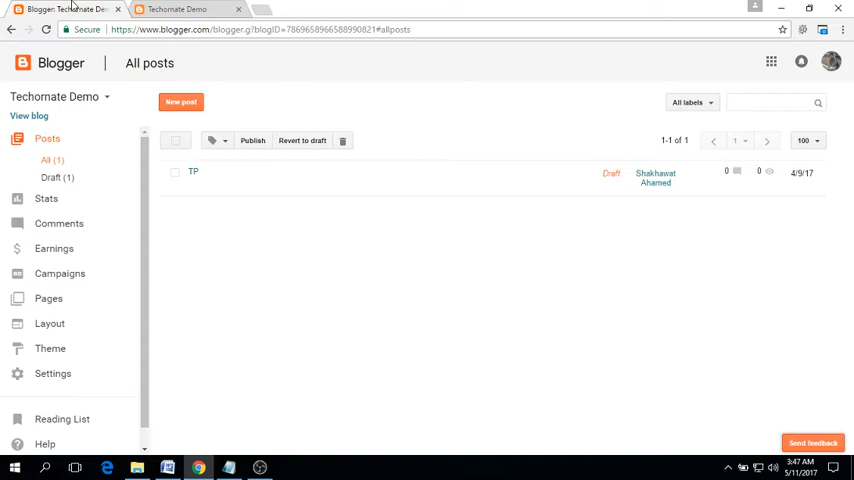 Blogger: Techornate Dem
Techornate Demo
Secure
https://www.blogger.com/blogger.g?blogID=7869658966588990821#allposts
Blogger
All posts
Techornate Demo
New post
All labels
View blog
Posts
Publish
Revert to draft
1-1 of 1
1
100
All (1)
TP
Draft
Shakhawat
Ahamed
0
0
4/9/17
Draft (1)
Stats
Comments
Earnings
Campaigns
Pages
Layout
Theme
Settings
Reading List
Help
Send feedback
3:47 AM
5/11/2017